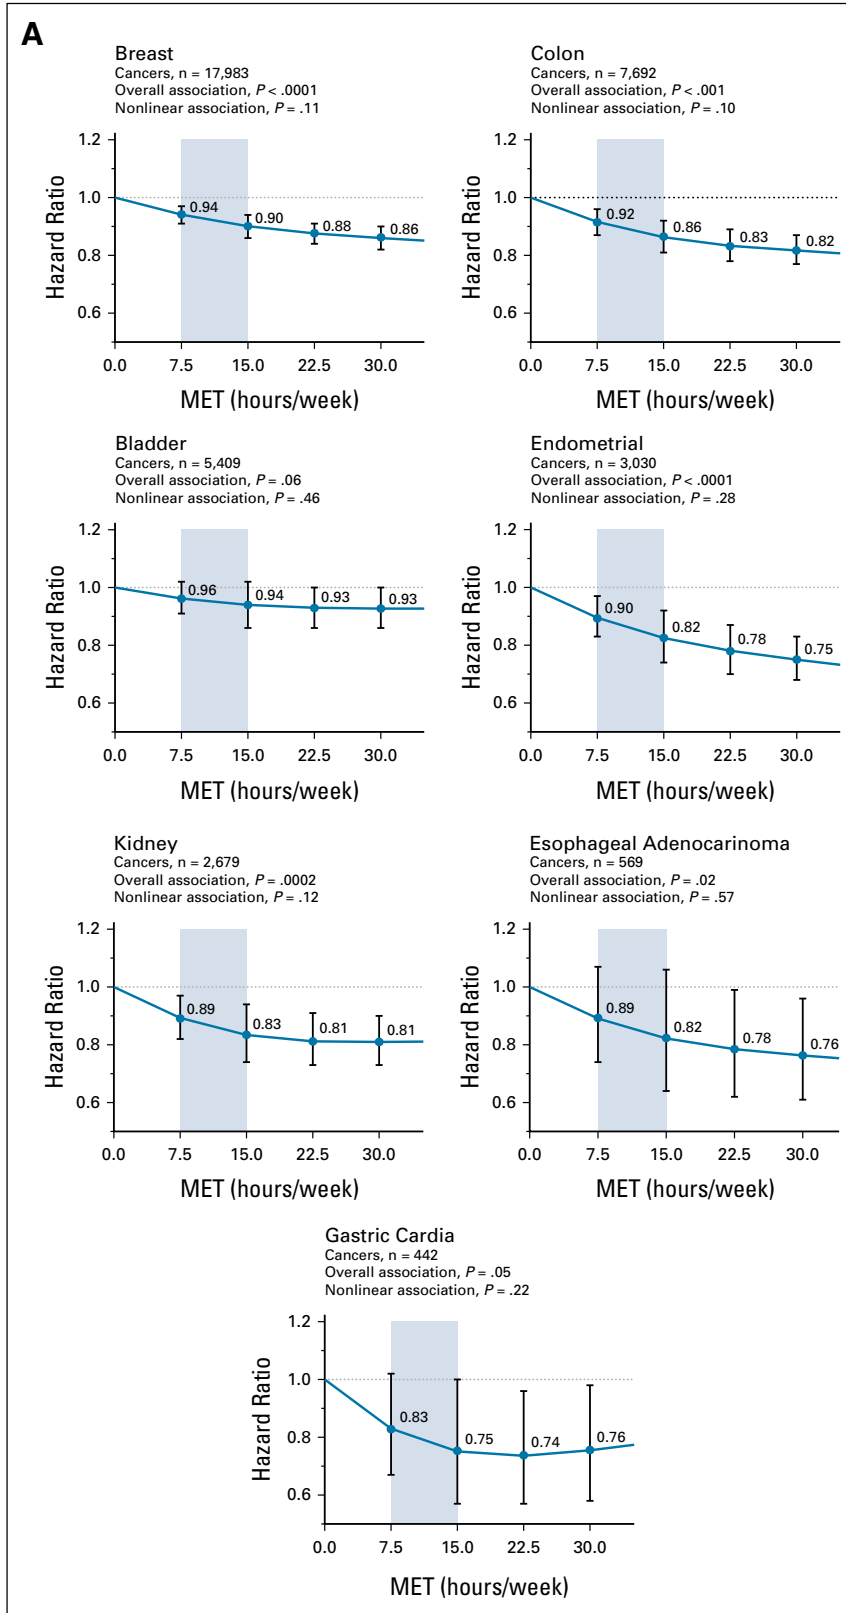 A
Breast
Cancers, n = 17,983
Overall association, P < .0001
Nonlinear association, P = .11
1.2
1.0
0.8
0.6
Hazard Ratio
0.94
0.90
0.88
0.86
0.0 7.5 15.0 22.5 30.0
MET (hours/week)
Colon
Cancers, n = 7,692
Overall association, P < .001
Nonlinear association, P = .10
1.2
1.0
0.8
0.6
Hazard Ratio
0.92
0.86
0.83
0.82
0.0 7.5 15.0 22.5 30.0
MET (hours/week)
Bladder
Cancers, n = 5,409
Overall association, P = .06
Nonlinear association, P = .46
1.2
1.0
0.8
0.6
Hazard Ratio
0.96
0.94
0.93
0.93
0.0 7.5 15.0 22.5 30.0
MET (hours/week)
Endometrial
Cancers, n = 3,030
Overall association, P < .0001
Nonlinear association, P = .28
1.2
1.0
0.8
0.6
Hazard Ratio
0.90
0.82
0.78
0.75
0.0 7.5 15.0 22.5 30.0
MET (hours/week)
Kidney
Cancers, n = 2,679
Overall association, P = .0002
Nonlinear association, P = .12
1.2
1.0
0.8
0.6
Hazard Ratio
0.89
0.83
0.81
0.81
0.0 7.5 15.0 22.5 30.0
MET (hours/week)
Esophageal Adenocarinoma
Cancers, n = 569
Overall association, P = .02
Nonlinear association, P = .57
1.2
1.0
0.8
0.6
Hazard Ratio
0.89
0.82
0.78
0.76
0.0 7.5 15.0 22.5 30.0
MET (hours/week)
Gastric Cardia
Cancers, n = 442
Overall association, P = .05
Nonlinear association, P = .22
1.2
1.0
0.8
0.6
Hazard Ratio
0.83
0.75
0.74
0.76
0.0 7.5 15.0 22.5 30.0
MET (hours/week)